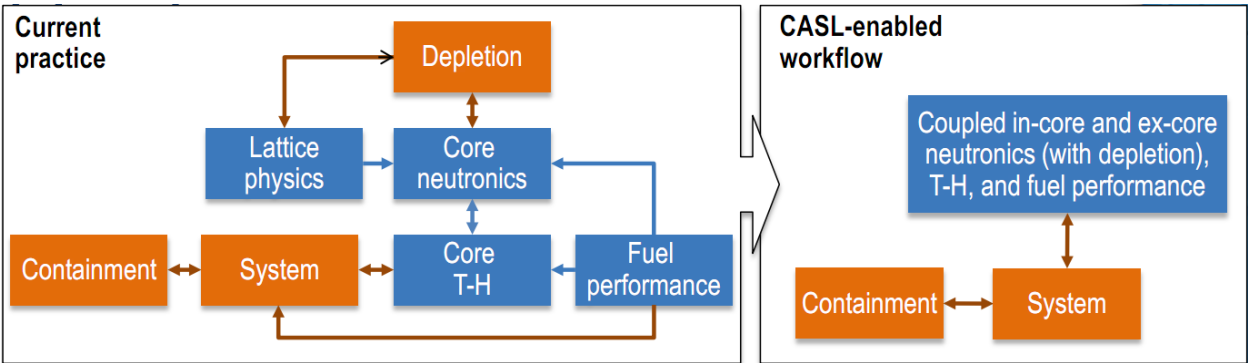 Current
practice
Depletion
Lattice
physics
Core
neutronics
Containment
System
Core
T-H
Fuel
performance
CASL-enabled
workflow
Coupled in-core and ex-core
neutronics (with depletion),
T-H, and fuel performance
Containment
System